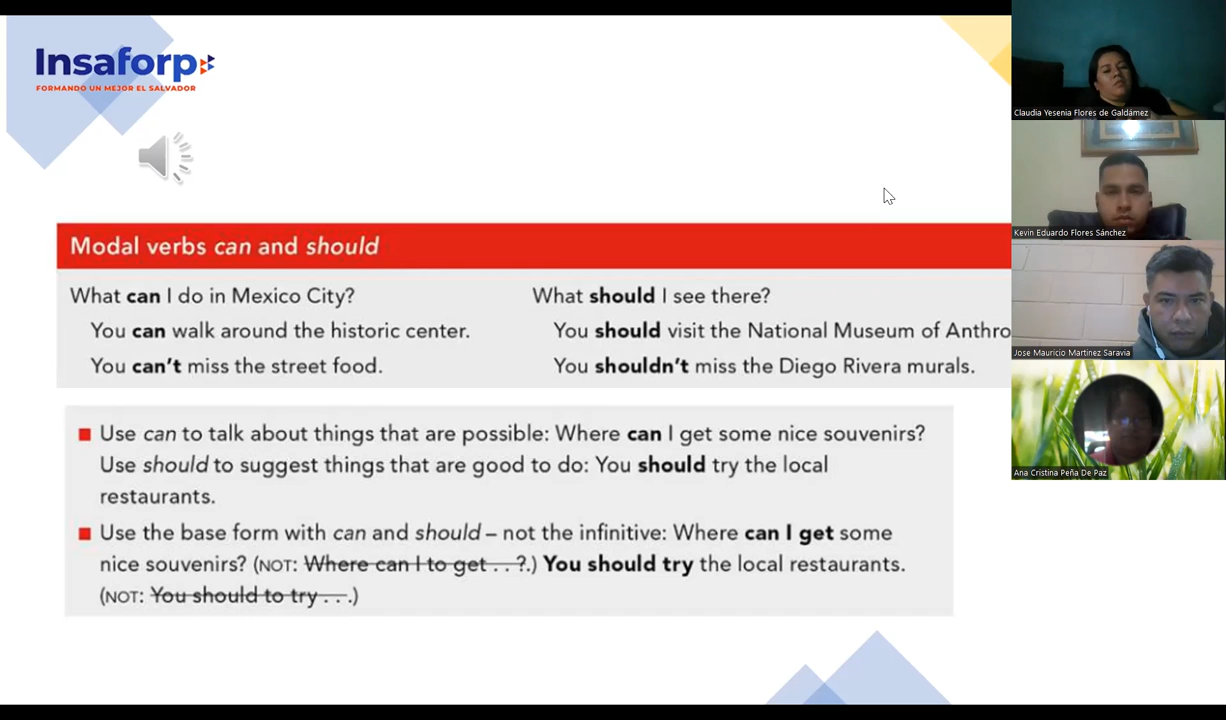 Insaforp
FORMANDO UN MEJOR EL SALVADOR
Modal verbs can and should
What can I do in Mexico City?
You can walk around the historic center.
You can't miss the street food.
What should I see there?
You should visit the National Museum of Anthro
You shouldn't miss the Diego Rivera murals.
Use can to talk about things that are possible: Where can I get some nice souvenirs?
Use should to suggest things that are good to do: You should try the local
restaurants.
Use the base form with can and should – not the infinitive: Where can I get some
nice souvenirs? (NOT: Where can I to get . . ?.) You should try the local restaurants.
(NOT: You should to try . . .)
Claudia Yesenia Flores de Galdámez
Kevin Eduardo Flores Sánchez
Jose Mauricio Martinez Saravia
Ana Cristina Peña De Paz